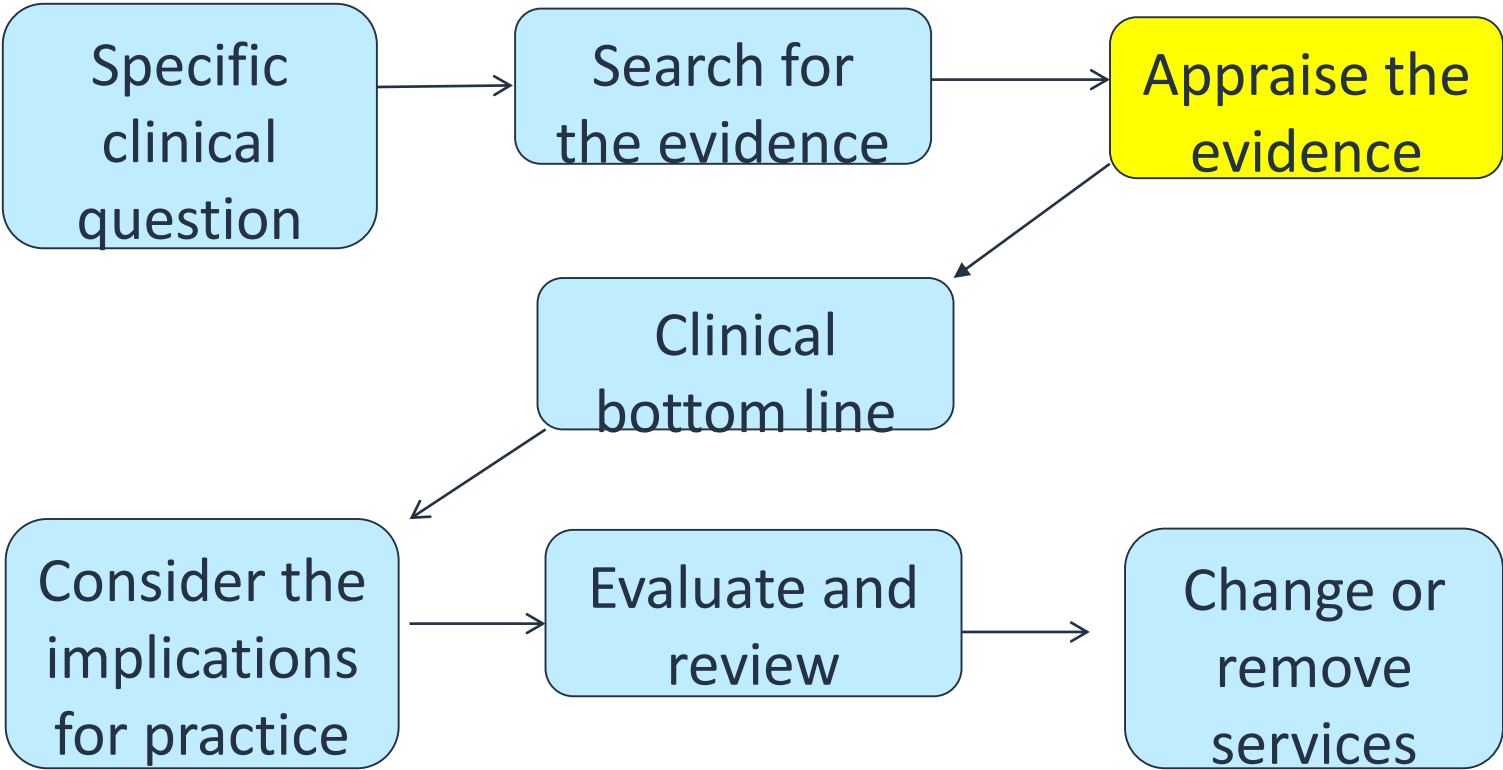 Specific
clinical
question
Search for
the evidence
Appraise the
evidence
Clinical
bottom line
Consider the
implications
for practice
Evaluate and
review
Change or
remove
services